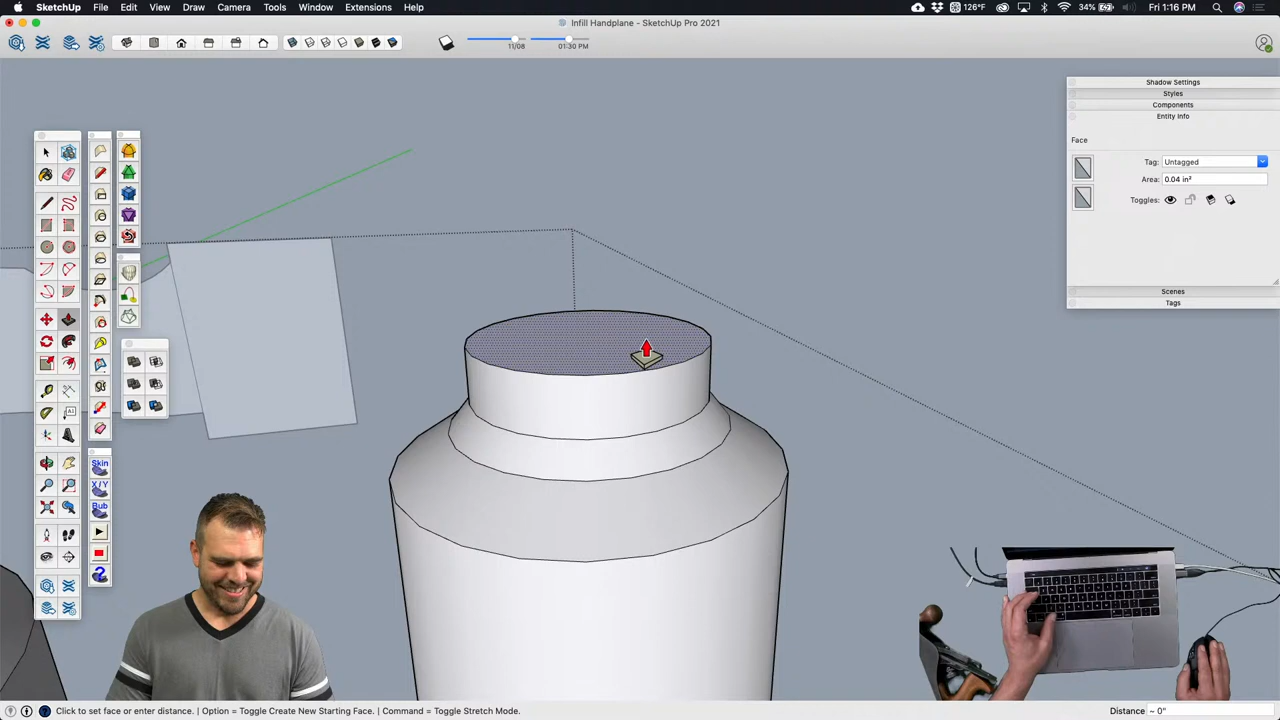 SketchUp File Edit View Draw Camera Tools Window Extensions Help
126°F 34% Fri 1:16 PM
Infill Handplane - SketchUp Pro 2021
11/08 01:30 PM
Shadow Settings
Styles
Components
Entity Info
Face
Tag: Untagged
Area: 0.04 in²
Toggles:
Scenes
Tags
A1
Skin
X/Y
Bub
Click to set face or enter distance. | Option = Toggle Create New Starting Face. | Command = Toggle Stretch Mode.
Distance ~ 0"